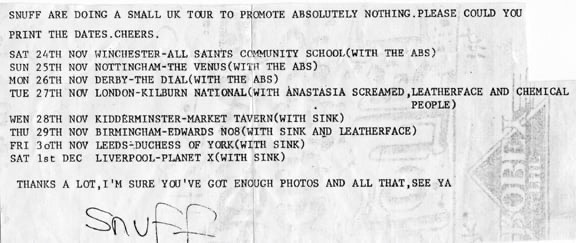 SNUFF ARE DOING A SMALL UK TOUR TO PROMOTE ABSOLUTELY NOTHING.PLEASE COULD YOU
PRINT THE DATES.CHEERS.
SAT 24TH NOV WINCHESTER-ALL SAINTS COMMUNITY SCHOOL(WITH THE ABS)
SUN 25TH NOV NOTTINGHAM-THE VENUS(WITH THE ABS)
MON 26TH NOV DERBY-THE DIAL(WITH THE ABS)
TUE 27TH NOV LONDON-KILBURN NATIONAL(WITH ANASTASIA SCREAMED,LEATHERFACE AND CHEMICAL
PEOPLE)
WEN 28TH NOV KIDDERMINSTER-MARKET TAVERN(WITH SINK)
THU 29TH NOV BIRMINGHAM-EDWARDS NO8(WITH SINK AND LEATHERFACE)
FRI 3oTH NOV LEEDS-DUCHESS OF YORK(WITH SINK)
SAT 1st DEC LIVERPOOL-PLANET X(WITH SINK)
THANKS A LOT,I'M SURE YOU'VE GOT ENOUGH PHOTOS AND ALL THAT,SEE YA
Snuff